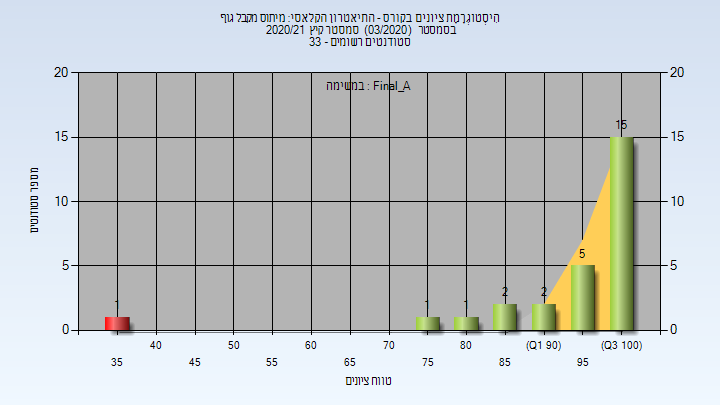 הִיסְטוֹגְרָמַת ציונים בקורס - התיאטרון הקלאסי: מיתוס מקבל גוף
בסמסטר (03/2020) סמסטר קיץ 2020/21
סטודנטים רשומים - 33
במשימה : Final_A
20 20
15 15
10 10
5 5
0 0
מספר סטודנטים
1 1 1 2 2 5 15
40 50 60 70 80 (Q1 90) (Q3 100)
35 45 55 65 75 85 95
טווח ציונים